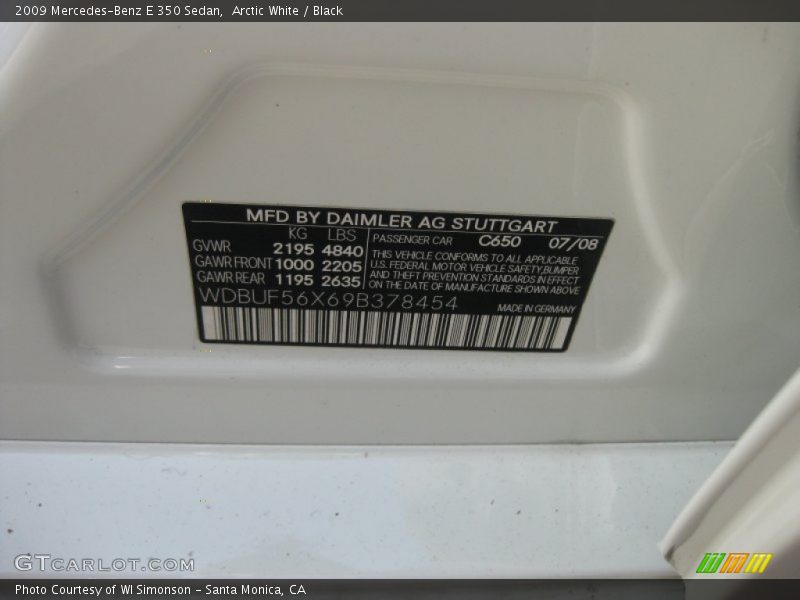 2009 Mercedes-Benz E 350 Sedan,  Arctic White / Black
MFD BY DAIMLER AG STUTTGART
KG LBS
GVWR 2195 4840
GAWR FRONT 1000 2205
GAWR REAR 1195 2635
PASSENGER CAR C650 07/08
THIS VEHICLE CONFORMS TO ALL APPLICABLE
U.S. FEDERAL MOTOR VEHICLE SAFETY, BUMPER
AND THEFT PREVENTION STANDARDS IN EFFECT
ON THE DATE OF MANUFACTURE SHOWN ABOVE
WDBUF56X69B378454
MADE IN GERMANY
GTCARLOT.COM
Photo Courtesy of WI Simonson - Santa Monica, CA